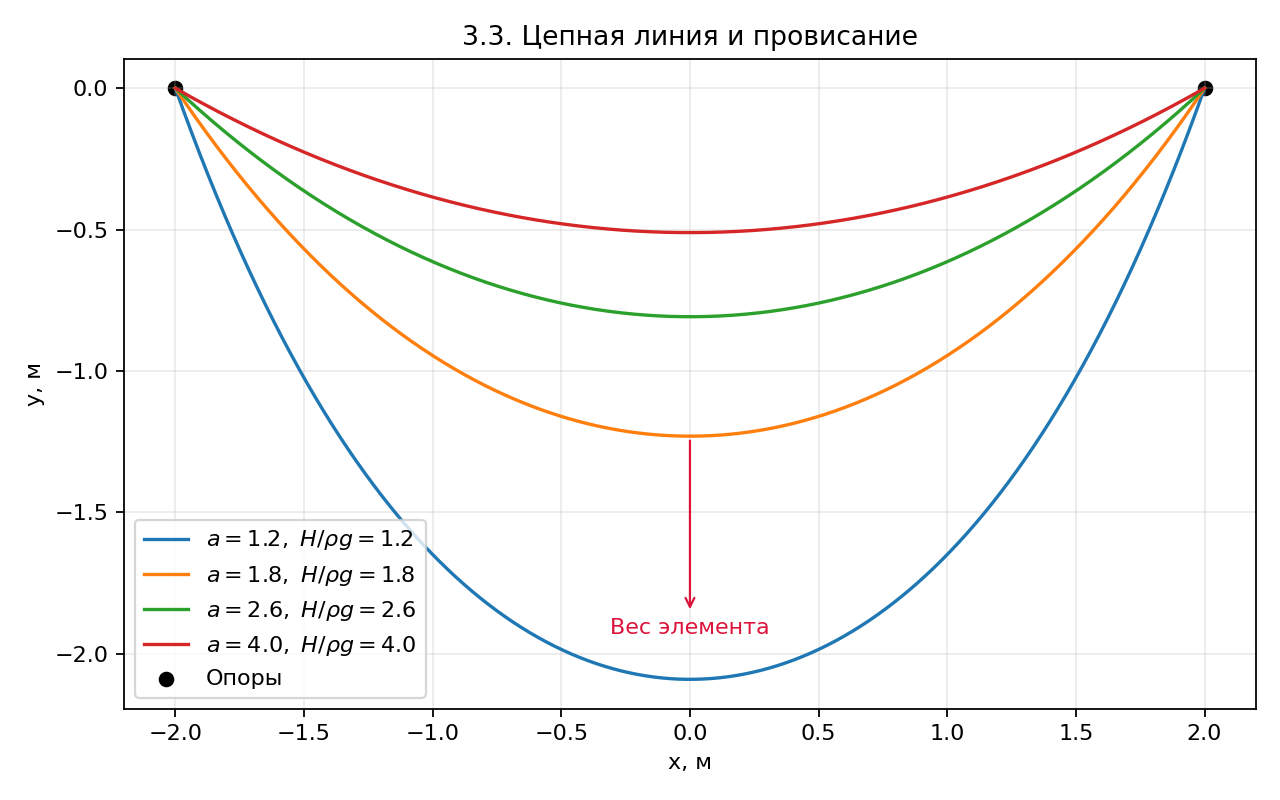 3.3. Цепная линия и провисание
y, м
0.0
−0.5
−1.0
−1.5
−2.0
Вес элемента
a = 1.2, H/ρg = 1.2
a = 1.8, H/ρg = 1.8
a = 2.6, H/ρg = 2.6
a = 4.0, H/ρg = 4.0
Опоры
−2.0 −1.5 −1.0 −0.5 0.0 0.5 1.0 1.5 2.0
x, м